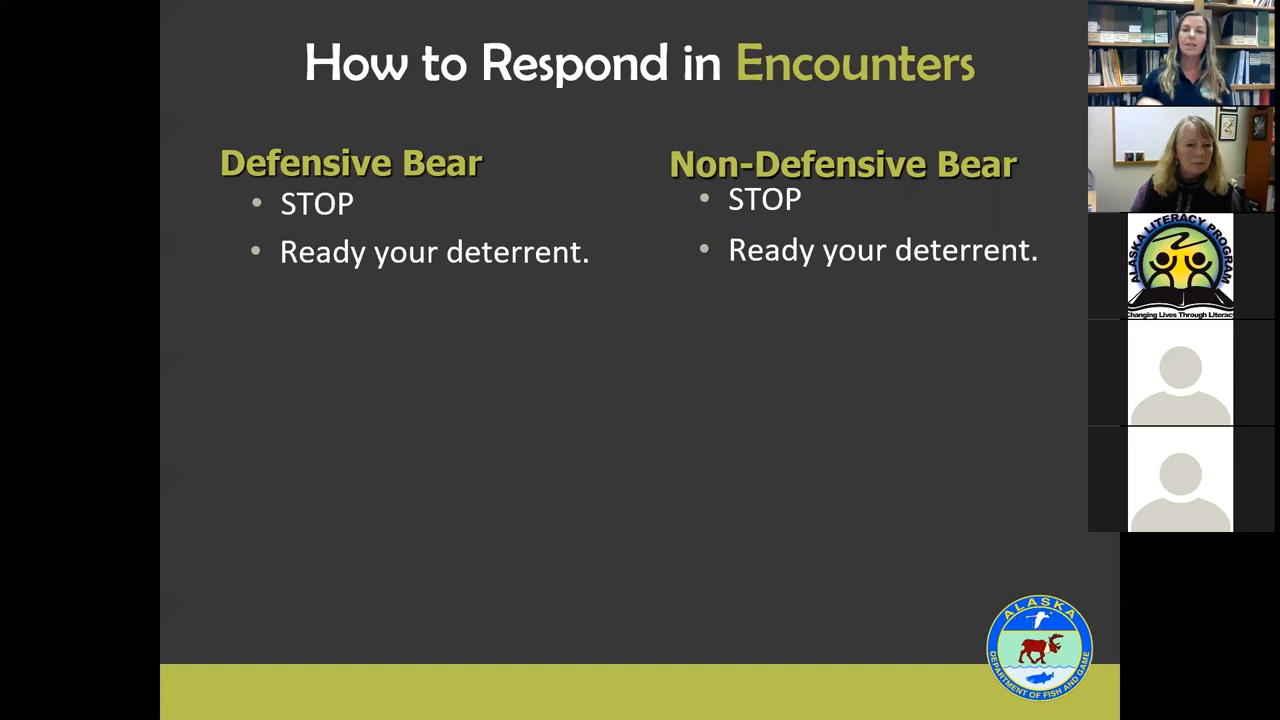 How to Respond in Encounters
Defensive Bear
• STOP
• Ready your deterrent.
Non-Defensive Bear
• STOP
• Ready your deterrent.
ALASKA LITERACY PROGRAM
Changing Lives Through Literacy
ALASKA
DEPARTMENT OF FISH AND GAME